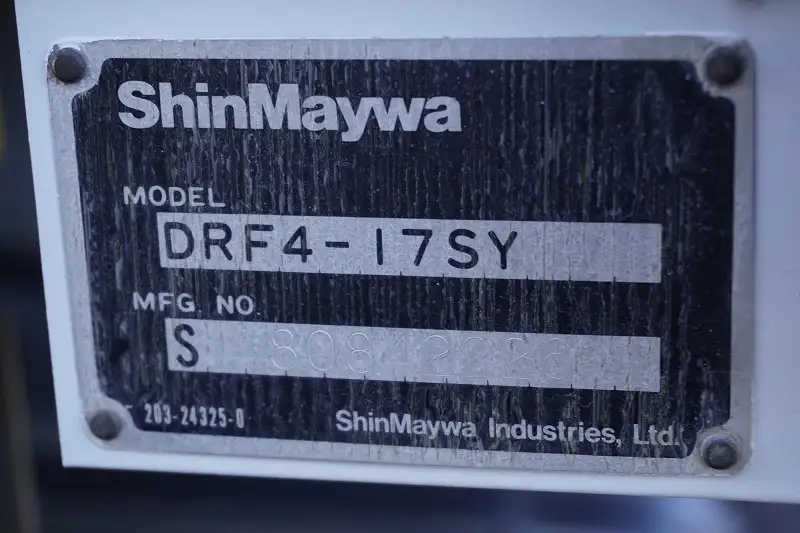 ShinMaywa
MODEL
DRF4-17SY
MFG. NO.
S
203-24325-0
ShinMaywa Industries, Ltd.